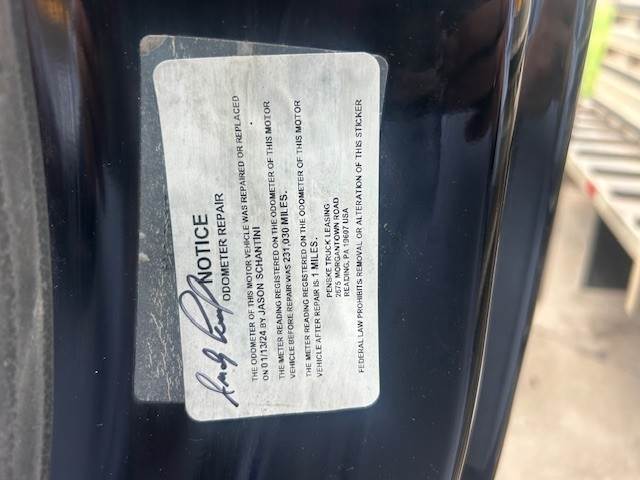 NOTICE
ODOMETER REPAIR
THE ODOMETER OF THIS MOTOR VEHICLE WAS REPAIRED OR REPLACED
ON 01/13/24 BY JASON SCHANTINI
THE METER READING REGISTERED ON THE ODOMETER OF THIS MOTOR
VEHICLE BEFORE REPAIR WAS 231,030 MILES.
THE METER READING REGISTERED ON THE ODOMETER OF THIS MOTOR
VEHICLE AFTER REPAIR IS 1 MILES.
PENSKE TRUCK LEASING
2675 MORGANTOWN ROAD
READING, PA 19607 USA
FEDERAL LAW PROHIBITS REMOVAL OR ALTERATION OF THIS STICKER